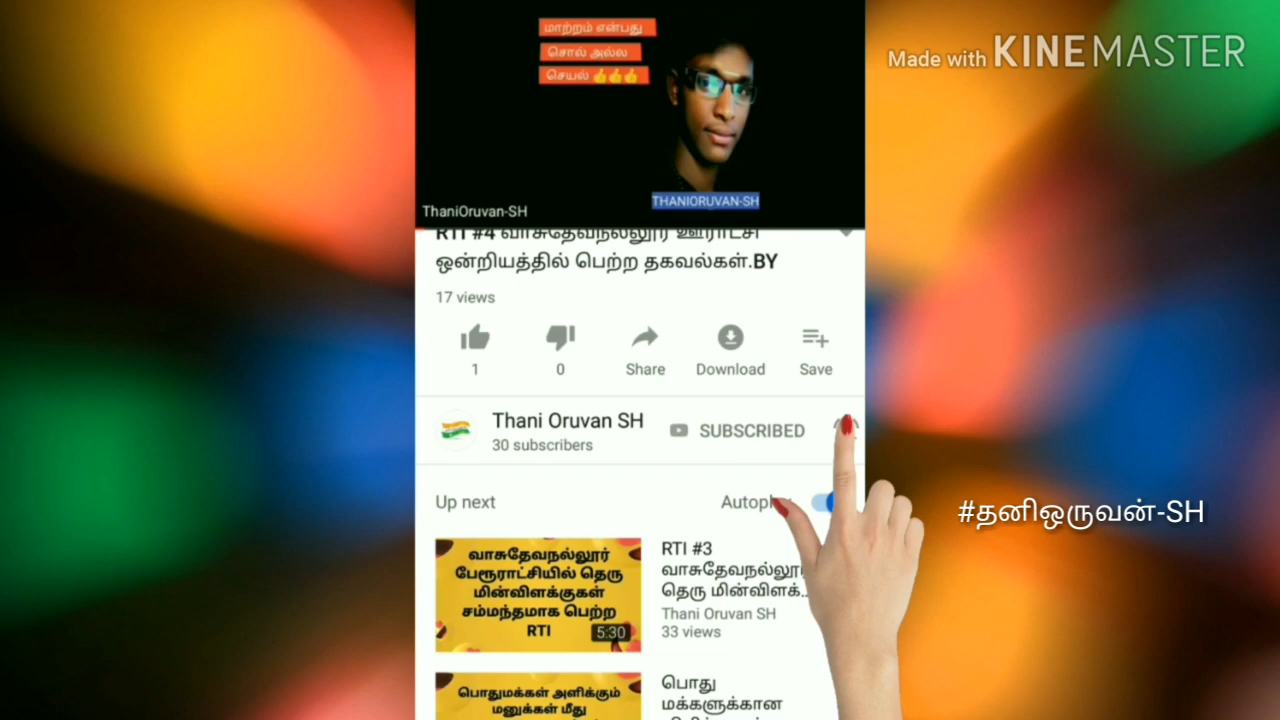 மாற்றம் என்பது
சொல் அல்ல
செயல் 👍👍👍
Made with KINEMASTER
THANIORUVAN-SH
ThaniOruvan-SH
RTI #4 வாசுதேவநல்லூர் ஊராட்சி
ஒன்றியத்தில் பெற்ற தகவல்கள்.BY
17 views
1
0
Share
Download
Save
Thani Oruvan SH
SUBSCRIBED
30 subscribers
Up next
#தனிஒருவன்-SH
வாசுதேவநல்லூர்
பேரூராட்சியில் தெரு
மின்விளக்குகள்
சம்மந்தமாக பெற்ற
RTI
5:30
RTI #3
தெரு மின்விளக்..
Thani Oruvan SH
33 views
பொதுமக்கள் அளிக்கும்
மனுக்கள் மீது
பொது
மக்களுக்கான